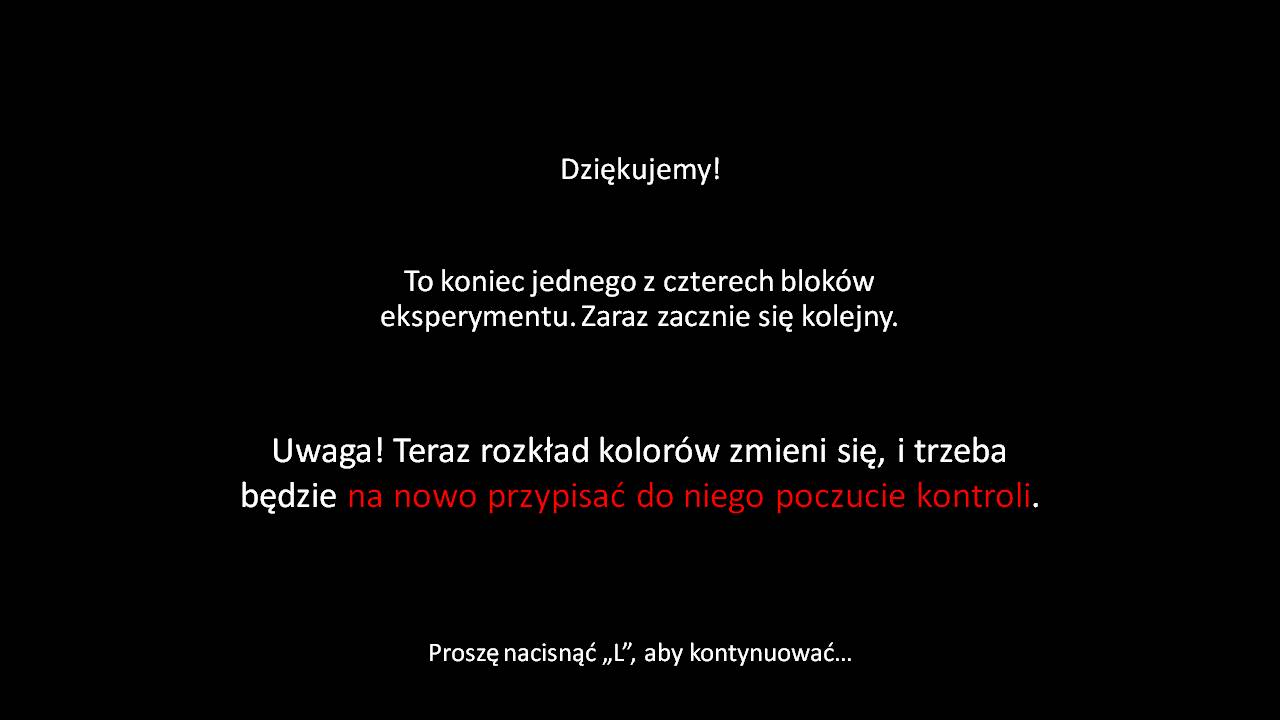 Dziękujemy!
To koniec jednego z czterech bloków
eksperymentu. Zaraz zacznie się kolejny.
Uwaga! Teraz rozkład kolorów zmieni się, i trzeba
będzie na nowo przypisać do niego poczucie kontroli.
Proszę nacisnąć „L”, aby kontynuować…